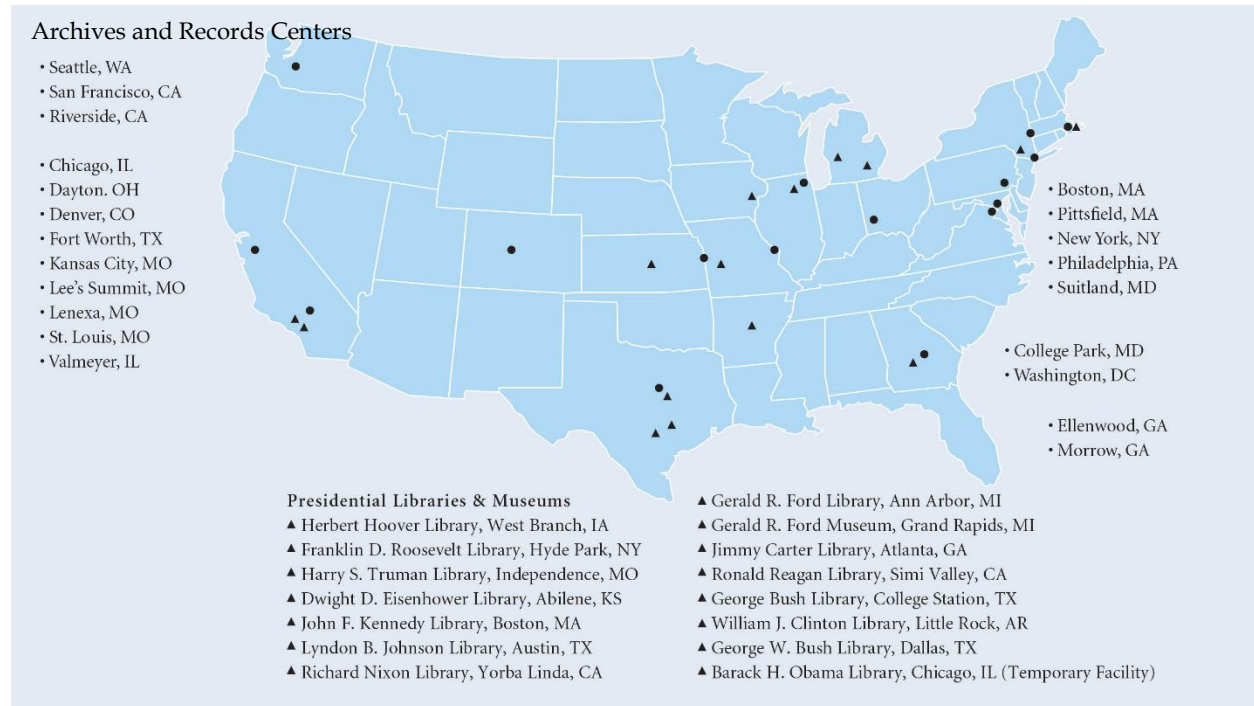 Archives and Records Centers
• Seattle, WA
• San Francisco, CA
• Riverside, CA
• Chicago, IL
• Dayton. OH
• Denver, CO
• Fort Worth, TX
• Kansas City, MO
• Lee's Summit, MO
• Lenexa, MO
• St. Louis, MO
• Valmeyer, IL
• Boston, MA
• Pittsfield, MA
• New York, NY
• Philadelphia, PA
• Suitland, MD
• College Park, MD
• Washington, DC
• Ellenwood, GA
• Morrow, GA
Presidential Libraries & Museums
▲ Herbert Hoover Library, West Branch, IA
▲ Franklin D. Roosevelt Library, Hyde Park, NY
▲ Harry S. Truman Library, Independence, MO
▲ Dwight D. Eisenhower Library, Abilene, KS
▲ John F. Kennedy Library, Boston, MA
▲ Lyndon B. Johnson Library, Austin, TX
▲ Richard Nixon Library, Yorba Linda, CA
▲ Gerald R. Ford Library, Ann Arbor, MI
▲ Gerald R. Ford Museum, Grand Rapids, MI
▲ Jimmy Carter Library, Atlanta, GA
▲ Ronald Reagan Library, Simi Valley, CA
▲ George Bush Library, College Station, TX
▲ William J. Clinton Library, Little Rock, AR
▲ George W. Bush Library, Dallas, TX
▲ Barack H. Obama Library, Chicago, IL (Temporary Facility)